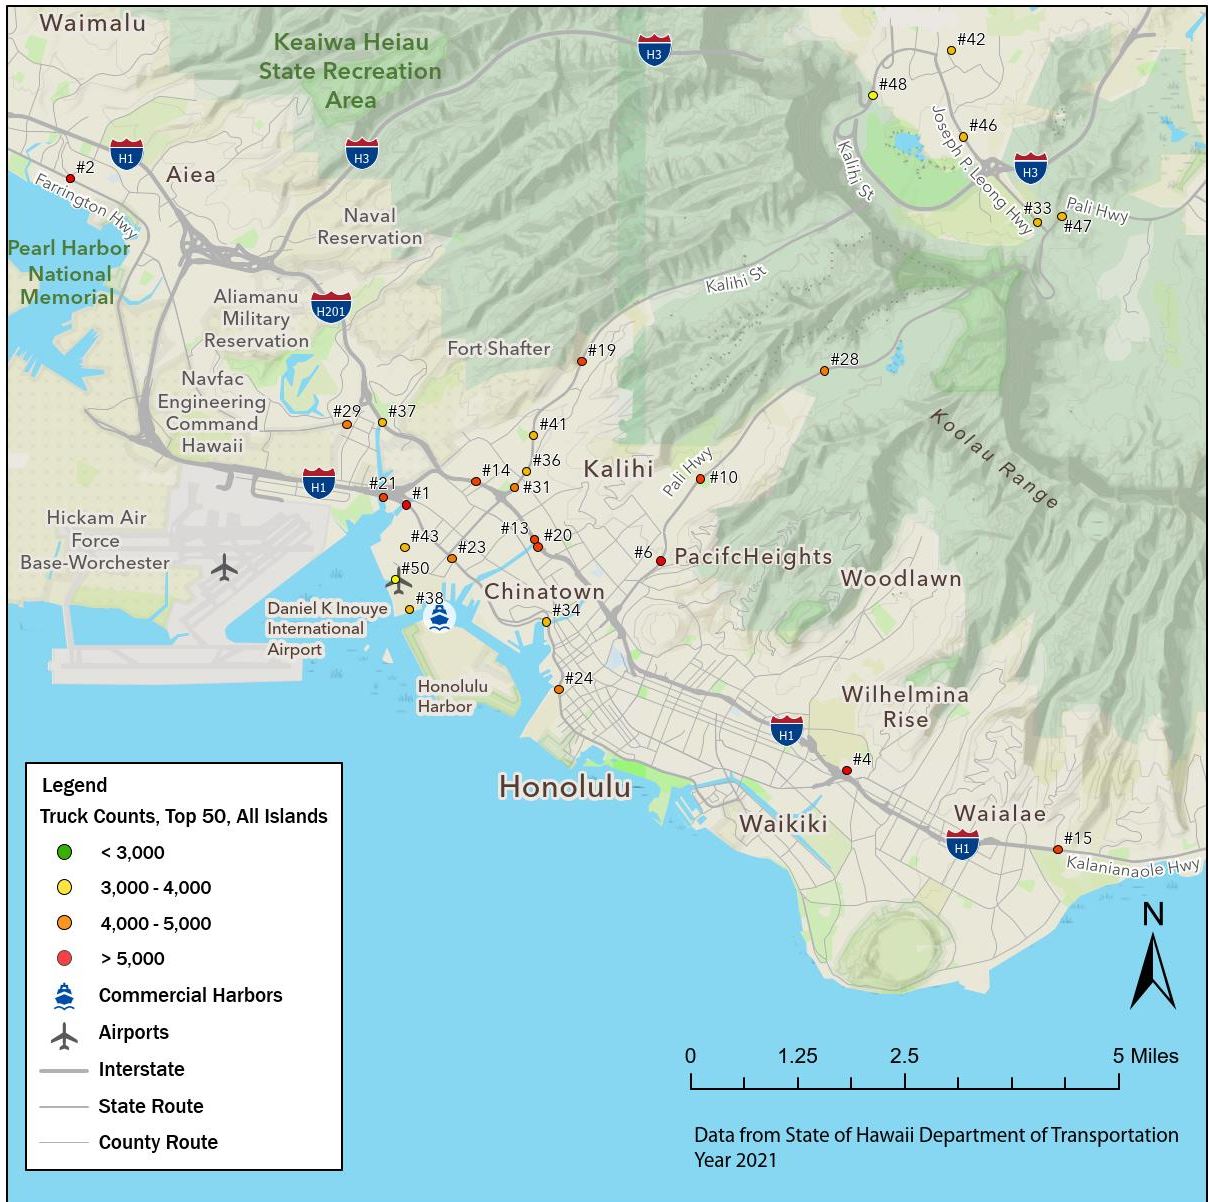 Waimalu
Keaiwa Heiau
State Recreation
Area
H3
#42
#48
Joseph P. Leong Hwy
#46
H1
H3
Kalihi St
H3
#2
Aiea
Farrington Hwy
Naval
Reservation
#33
Pali Hwy
#47
Pearl Harbor
National
Memorial
Kalihi St
Aliamanu
Military
Reservation
H201
Fort Shafter
#19
#28
Navfac
Engineering
Command
Hawaii
#29
#37
#41
Koolau Range
#36
Kalihi
Pali Hwy
#14
#10
H1
#21
#1
#31
Hickam Air
Force
Base-Worchester
#43
#13
#20
#23
#6
PacifcHeights
#50
Woodlawn
Chinatown
Daniel K Inouye
International
Airport
#38
#34
Honolulu
Harbor
#24
Wilhelmina
Rise
H1
#4
Honolulu
Waikiki
Waialae
H1
#15
Kalanianaole Hwy
Legend
Truck Counts, Top 50, All Islands
< 3,000
3,000 - 4,000
4,000 - 5,000
> 5,000
Commercial Harbors
Airports
Interstate
State Route
County Route
N
0 1.25 2.5 5 Miles
Data from State of Hawaii Department of Transportation
Year 2021